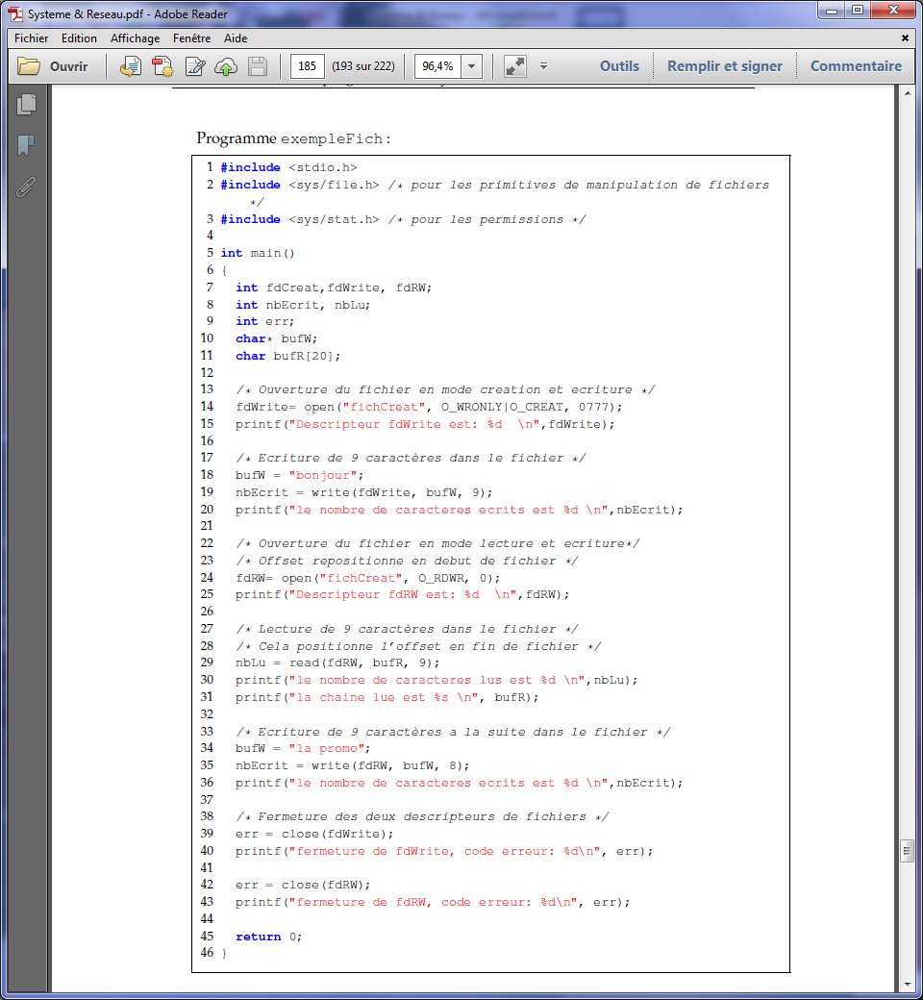 Systeme & Reseau.pdf - Adobe Reader
Fichier Edition Affichage Fenêtre Aide
Ouvrir 185 (193 sur 222) 96,4% Outils Remplir et signer Commentaire
Programme exempleFich:
1 #include <stdio.h>
2 #include <sys/file.h> /* pour les primitives de manipulation de fichiers
*/
3 #include <sys/stat.h> /* pour les permissions */
4
5 int main()
6 {
7 int fdCreat,fdWrite, fdRW;
8 int nbEcrit, nbLu;
9 int err;
10 char* bufW;
11 char bufR[20];
12
13 /* Ouverture du fichier en mode creation et ecriture */
14 fdWrite= open("fichCreat", O_WRONLY|O_CREAT, 0777);
15 printf("Descripteur fdWrite est: %d  \n",fdWrite);
16
17 /* Ecriture de 9 caractères dans le fichier */
18 bufW = "bonjour";
19 nbEcrit = write(fdWrite, bufW, 9);
20 printf("le nombre de caracteres ecrits est %d \n",nbEcrit);
21
22 /* Ouverture du fichier en mode lecture et ecriture*/
23 /* Offset repositionne en debut de fichier */
24 fdRW= open("fichCreat", O_RDWR, 0);
25 printf("Descripteur fdRW est: %d  \n",fdRW);
26
27 /* Lecture de 9 caractères dans le fichier */
28 /* Cela positionne l'offset en fin de fichier */
29 nbLu = read(fdRW, bufR, 9);
30 printf("le nombre de caracteres lus est %d \n",nbLu);
31 printf("la chaine lue est %s \n", bufR);
32
33 /* Ecriture de 9 caractères a la suite dans le fichier */
34 bufW = "la promo";
35 nbEcrit = write(fdRW, bufW, 8);
36 printf("le nombre de caracteres ecrits est %d \n",nbEcrit);
37
38 /* Fermeture des deux descripteurs de fichiers */
39 err = close(fdWrite);
40 printf("fermeture de fdWrite, code erreur: %d\n", err);
41
42 err = close(fdRW);
43 printf("fermeture de fdRW, code erreur: %d\n", err);
44
45 return 0;
46 }